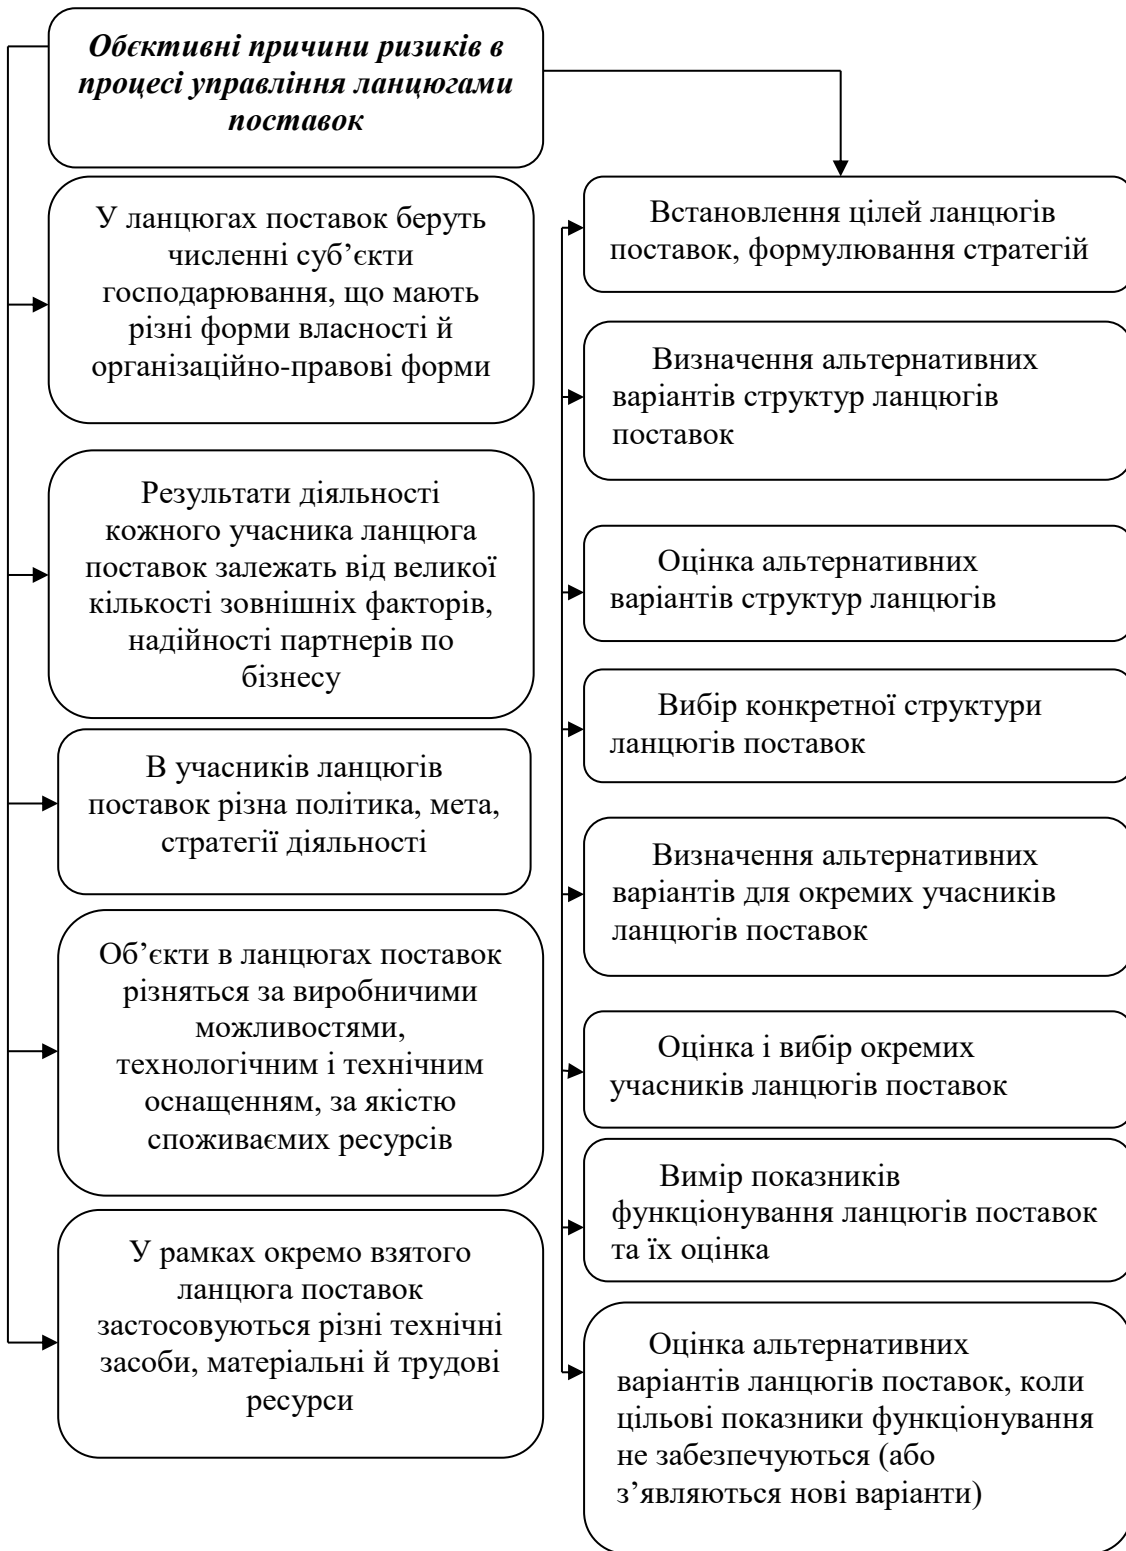 Обєктивні причини ризиків в
процесі управління ланцюгами
поставок
У ланцюгах поставок беруть
численні суб’єкти
господарювання, що мають
різні форми власності й
організаційно-правові форми
Результати діяльності
кожного учасника ланцюга
поставок залежать від великої
кількості зовнішніх факторів,
надійності партнерів по
бізнесу
В учасників ланцюгів
поставок різна політика, мета,
стратегії діяльності
Об’єкти в ланцюгах поставок
різняться за виробничими
можливостями,
технологічним і технічним
оснащенням, за якістю
споживаємих ресурсів
У рамках окремо взятого
ланцюга поставок
застосовуються різні технічні
засоби, матеріальні й трудові
ресурси
Встановлення цілей ланцюгів
поставок, формулювання стратегій
Визначення альтернативних
варіантів структур ланцюгів
поставок
Оцінка альтернативних
варіантів структур ланцюгів
Вибір конкретної структури
ланцюгів поставок
Визначення альтернативних
варіантів для окремих учасників
ланцюгів поставок
Оцінка і вибір окремих
учасників ланцюгів поставок
Вимір показників
функціонування ланцюгів поставок
та їх оцінка
Оцінка альтернативних
варіантів ланцюгів поставок, коли
цільові показники функціонування
не забезпечуються (або
з’являються нові варіанти)